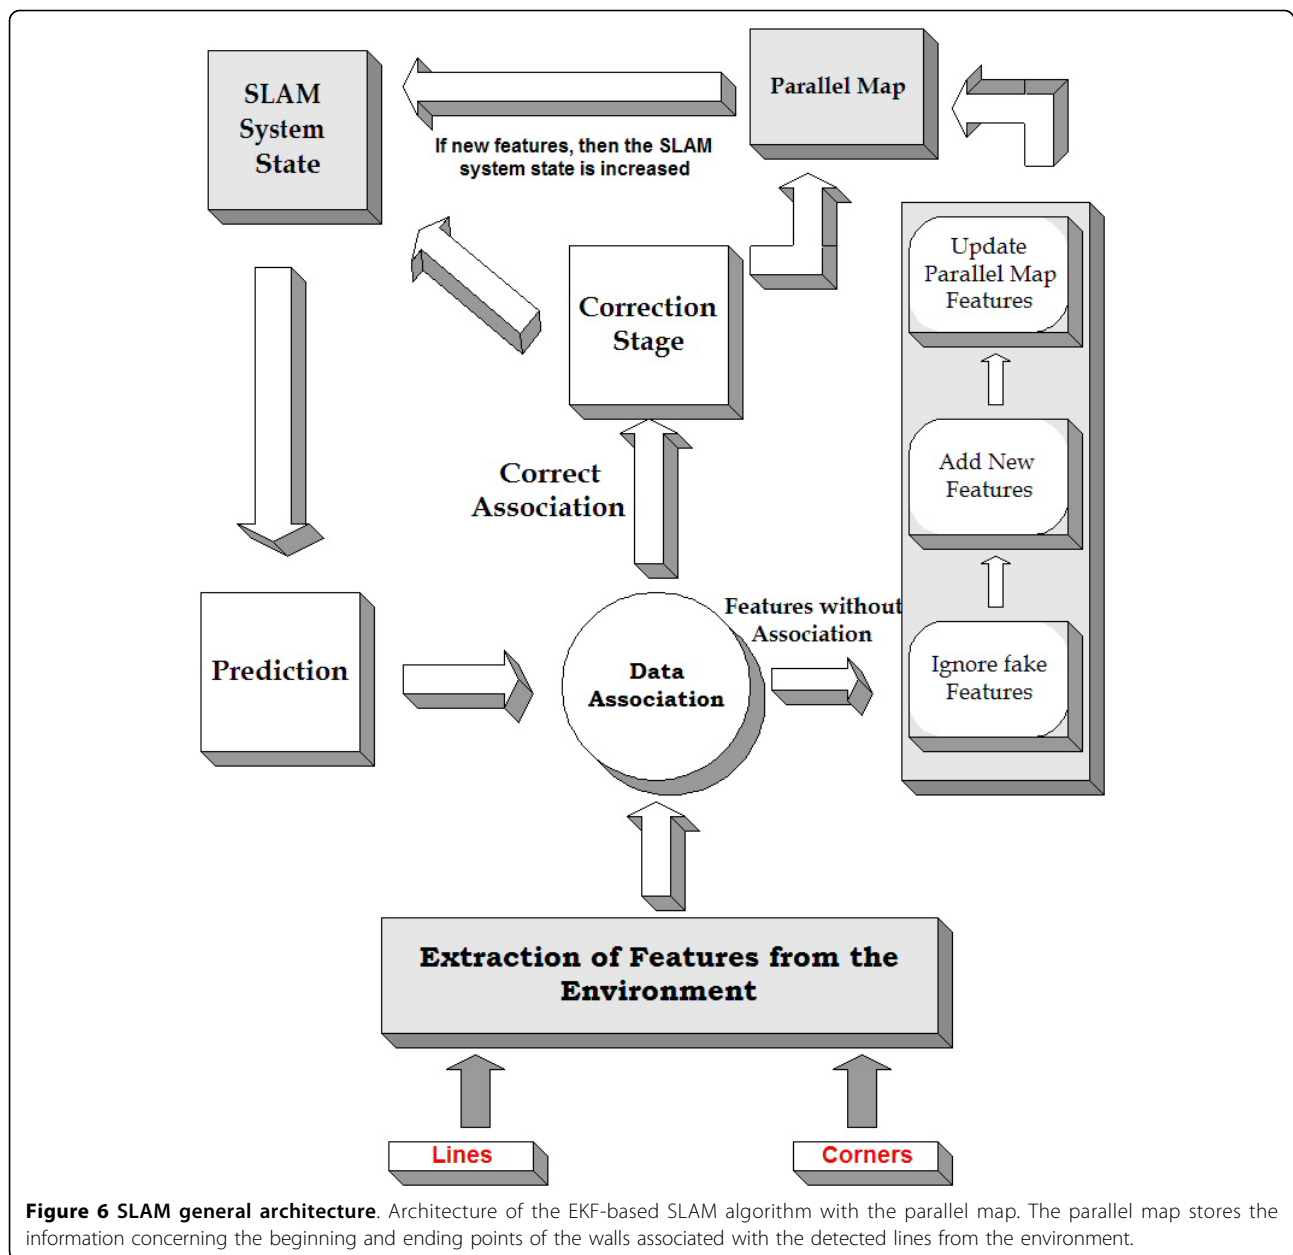 SLAM
System
State
Parallel Map
If new features, then the SLAM
system state is increased
Correction
Stage
Update
Parallel Map
Features
Add New
Features
Correct
Association
Features without
Association
Ignore fake
Features
Prediction
Data
Association
Extraction of Features from the
Environment
Lines
Corners
Figure 6 SLAM general architecture. Architecture of the EKF-based SLAM algorithm with the parallel map. The parallel map stores the
information concerning the beginning and ending points of the walls associated with the detected lines from the environment.